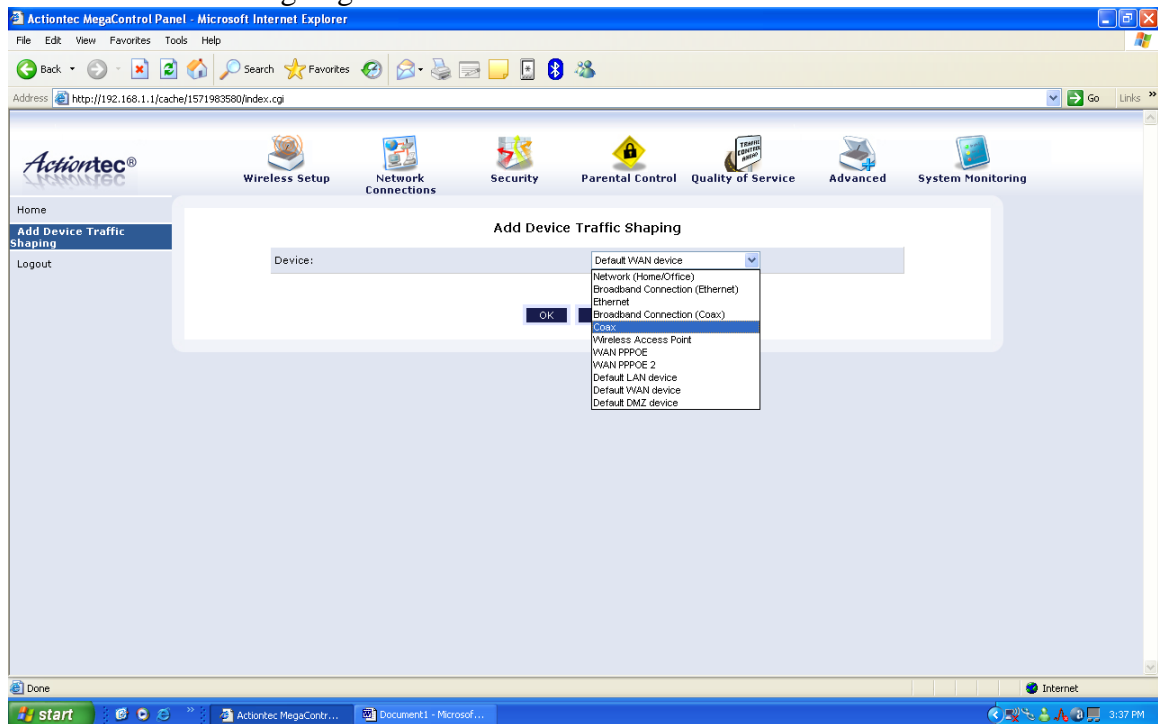 Actiontec MegaControl Panel - Microsoft Internet Explorer
File Edit View Favorites Tools Help
Back Search Favorites
Address http://192.168.1.1/cache/1571983580/index.cgi Go Links »
Actiontec®
Wireless Setup
Network Connections
Security
Parental Control
Quality of Service
Advanced
System Monitoring
Home
Add Device Traffic
Shaping
Logout
Add Device Traffic Shaping
Device: Default WAN device
Network (Home/Office)
Broadband Connection (Ethernet)
Ethernet
Broadband Connection (Coax)
Coax
Wireless Access Point
WAN PPPOE
WAN PPPOE 2
Default LAN device
Default WAN device
Default DMZ device
OK
Done Internet
start » Actiontec MegaContr... Document1 - Microsof... 3:37 PM